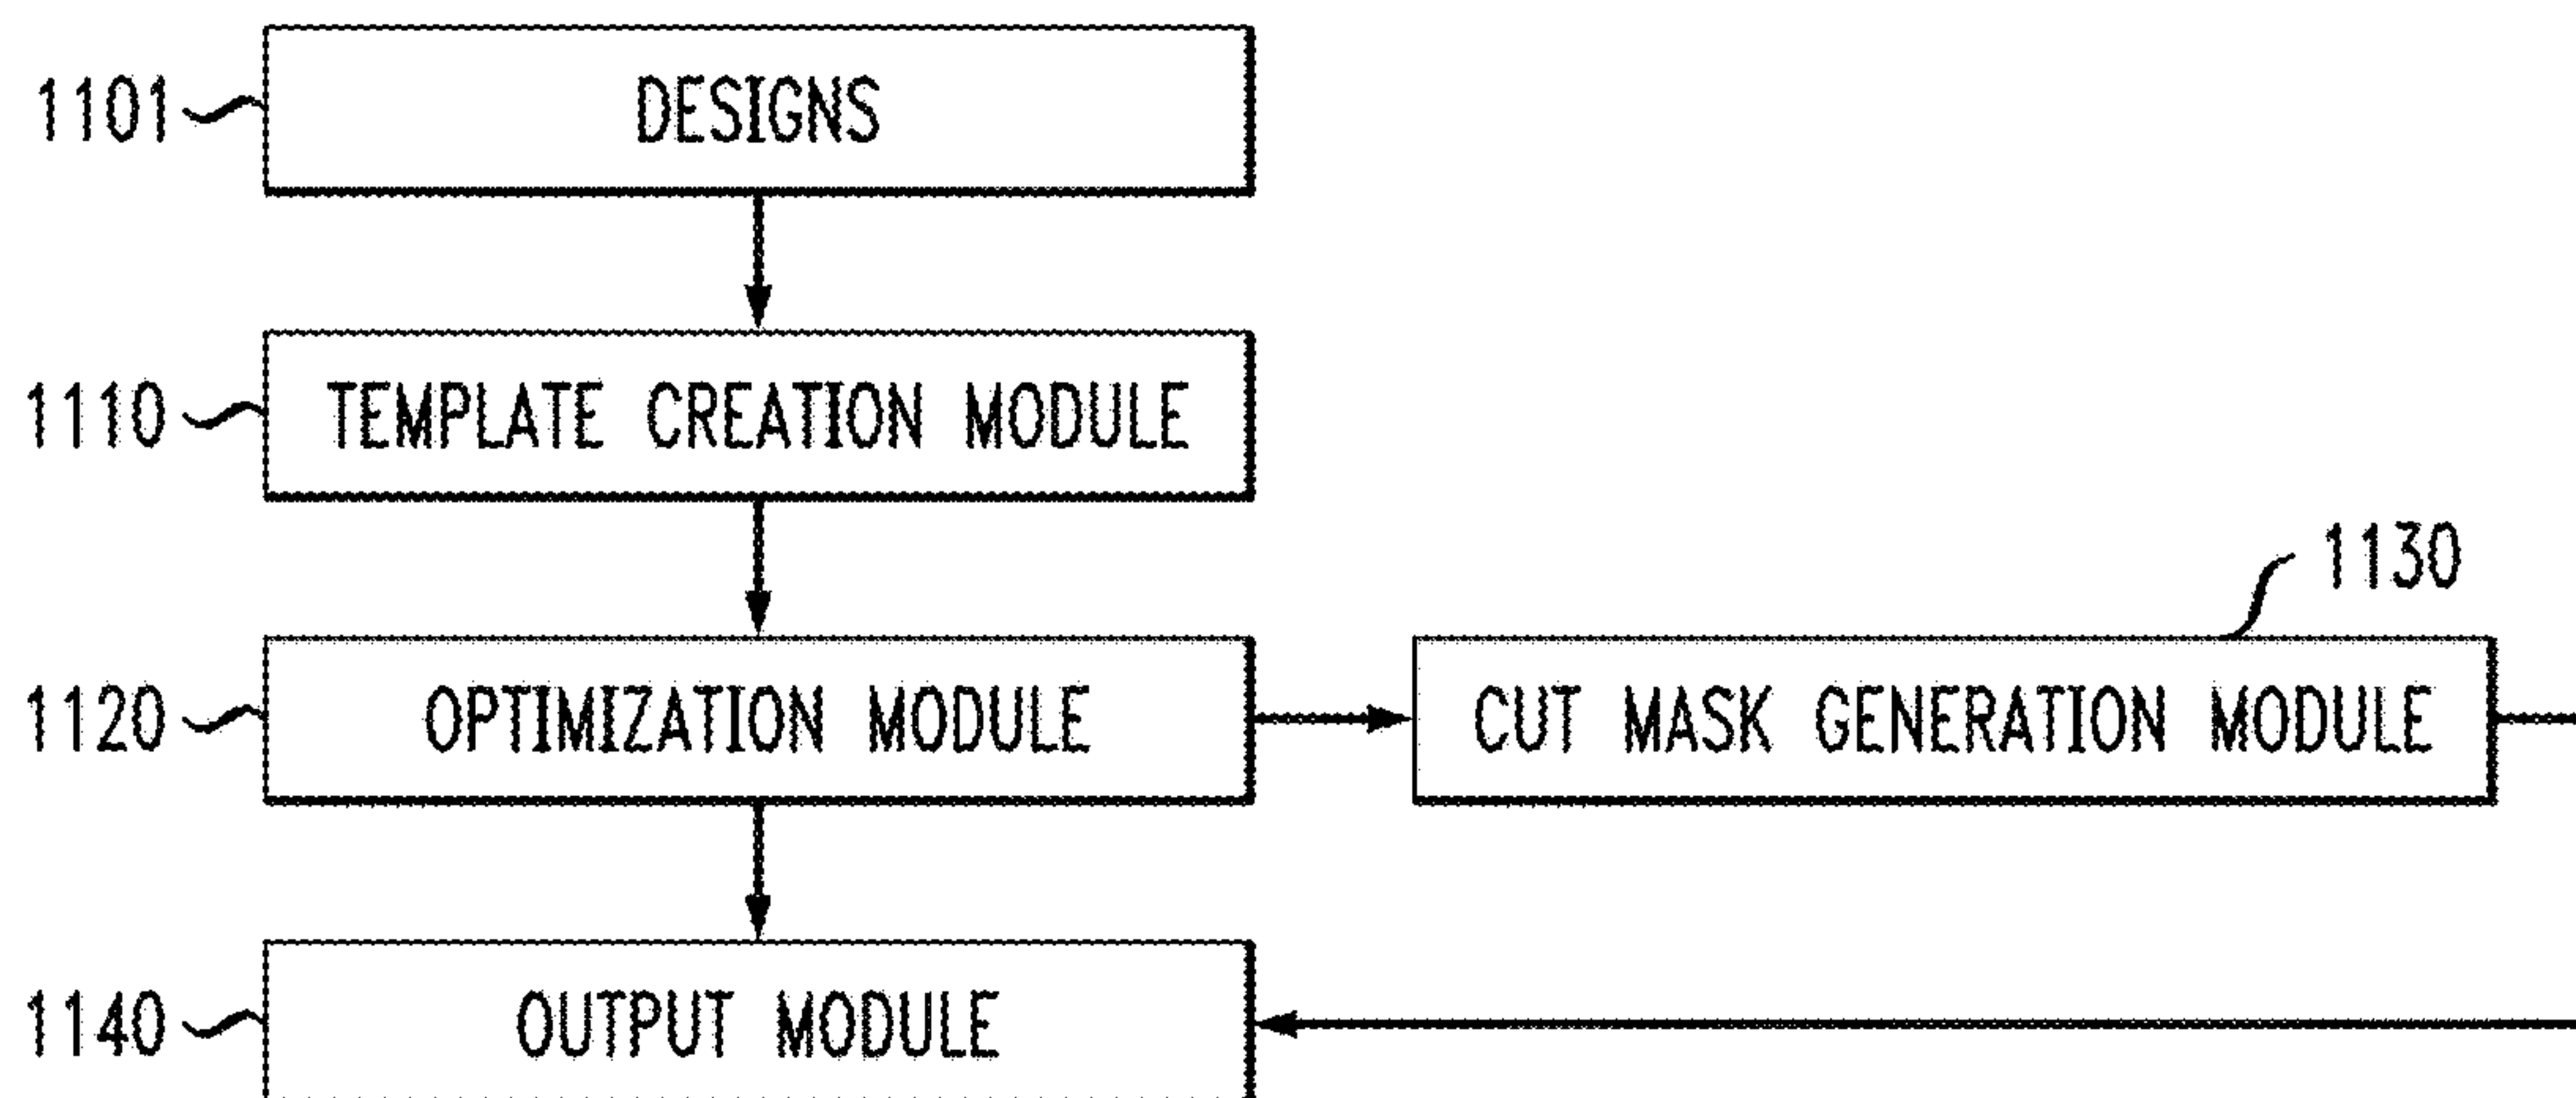 1101
DESIGNS
1110
TEMPLATE CREATION MODULE
1130
1120
OPTIMIZATION MODULE
CUT MASK GENERATION MODULE
1140
OUTPUT MODULE